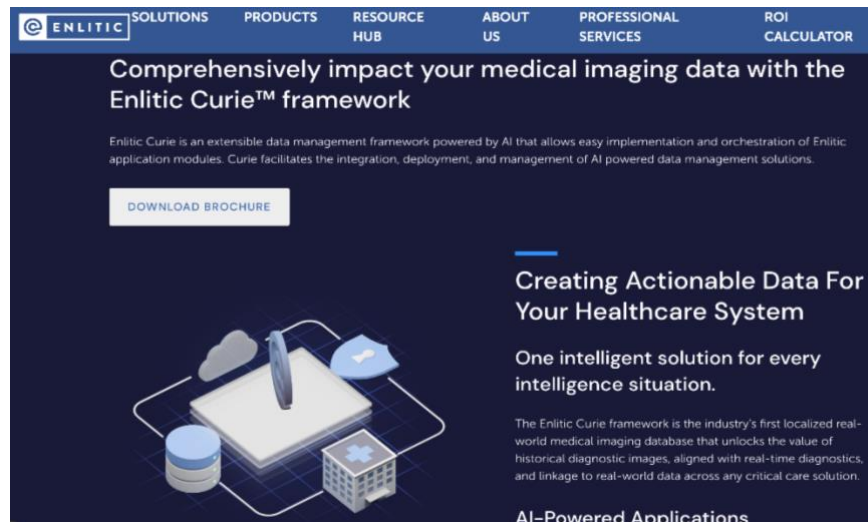 ENLITIC
SOLUTIONS
PRODUCTS
RESOURCE
HUB
ABOUT
US
PROFESSIONAL
SERVICES
ROI
CALCULATOR
Comprehensively impact your medical imaging data with the
Enlitic Curie™ framework
Enlitic Curie is an extensible data management framework powered by AI that allows easy implementation and orchestration of Enlitic
application modules. Curie facilitates the integration, deployment, and management of AI powered data management solutions.
DOWNLOAD BROCHURE
Creating Actionable Data For
Your Healthcare System
One intelligent solution for every
intelligence situation.
The Enlitic Curie framework is the industry's first localized real-
world medical imaging database that unlocks the value of
historical diagnostic images, aligned with real-time diagnostics,
and linkage to real-world data across any critical care solution.
AI-Powered Applications